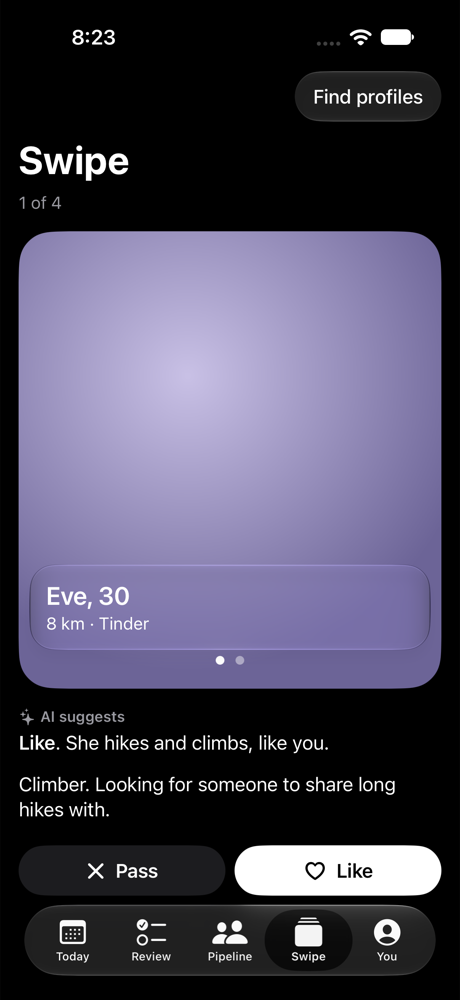 8:23
Find profiles
Swipe
1 of 4
Eve, 30
8 km · Tinder
AI suggests
Like. She hikes and climbs, like you.
Climber. Looking for someone to share long
hikes with.
Pass
Like
Today
Review
Pipeline
Swipe
You